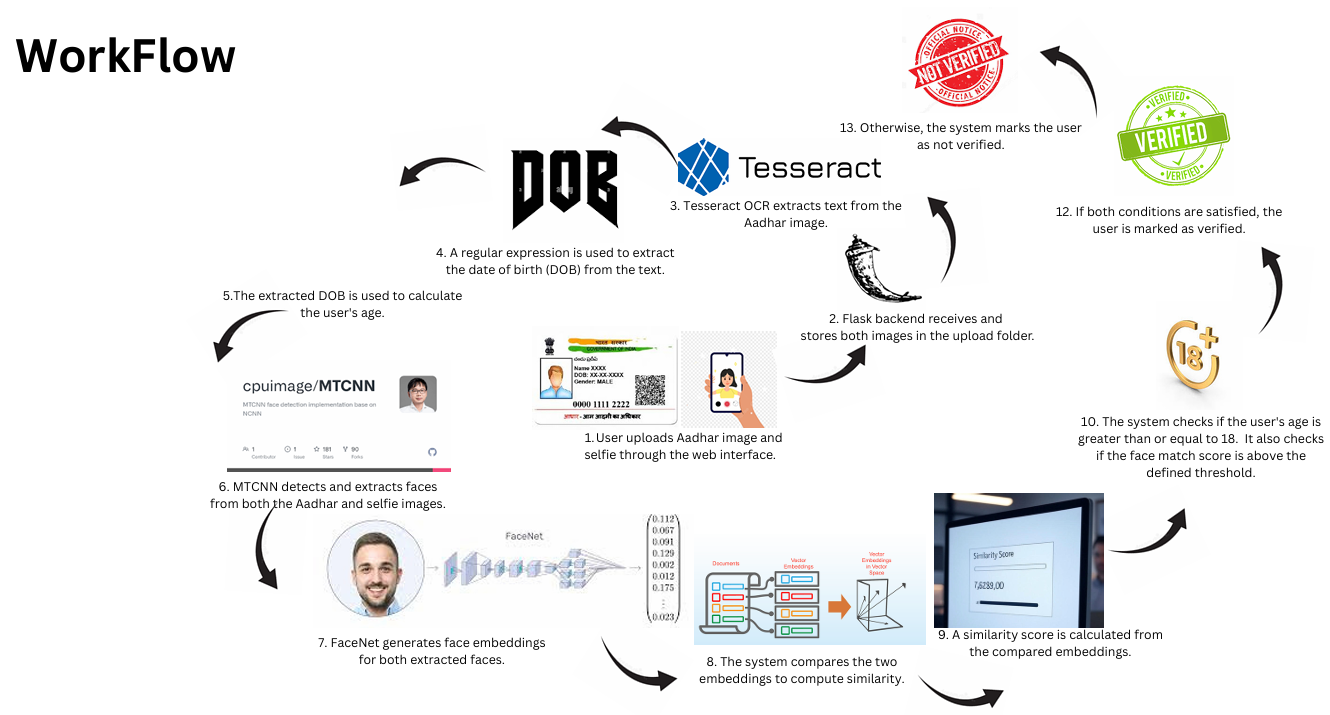 WorkFlow
1.User uploads Aadhar image and
selfie through the web interface.
भारत सरकार
GOVERNMENT OF INDIA
Name XXXX
DOB: XX-XX-XXXX
Gender: MALE
0000 1111 2222
आधार - आम आदमी का अधिकार
2. Flask backend receives and
stores both images in the upload folder.
Tesseract
3. Tesseract OCR extracts text from the
Aadhar image.
DOB
4. A regular expression is used to extract
the date of birth (DOB) from the text.
5.The extracted DOB is used to calculate
the user's age.
cpuimage/MTCNN
MTCNN face detection implementation base on
NCNN
1
Contributor
1
Issue
181
Stars
90
Forks
6. MTCNN detects and extracts faces
from both the Aadhar and selfie images.
FaceNet
0.112
0.067
0.091
0.129
0.002
0.012
0.175
⋮
0.023
7. FaceNet generates face embeddings
for both extracted faces.
Documents
Vector
Embeddings
Vector
Embeddings
in Vector
Space
8. The system compares the two
embeddings to compute similarity.
Similarity Score
9. A similarity score is calculated from
the compared embeddings.
18+
10. The system checks if the user's age is
greater than or equal to 18. It also checks
if the face match score is above the
defined threshold.
VERIFIED
VERIFIED
VERIFIED
12. If both conditions are satisfied, the
user is marked as verified.
OFFICIAL NOTICE
NOT VERIFIED
OFFICIAL NOTICE
13. Otherwise, the system marks the user
as not verified.